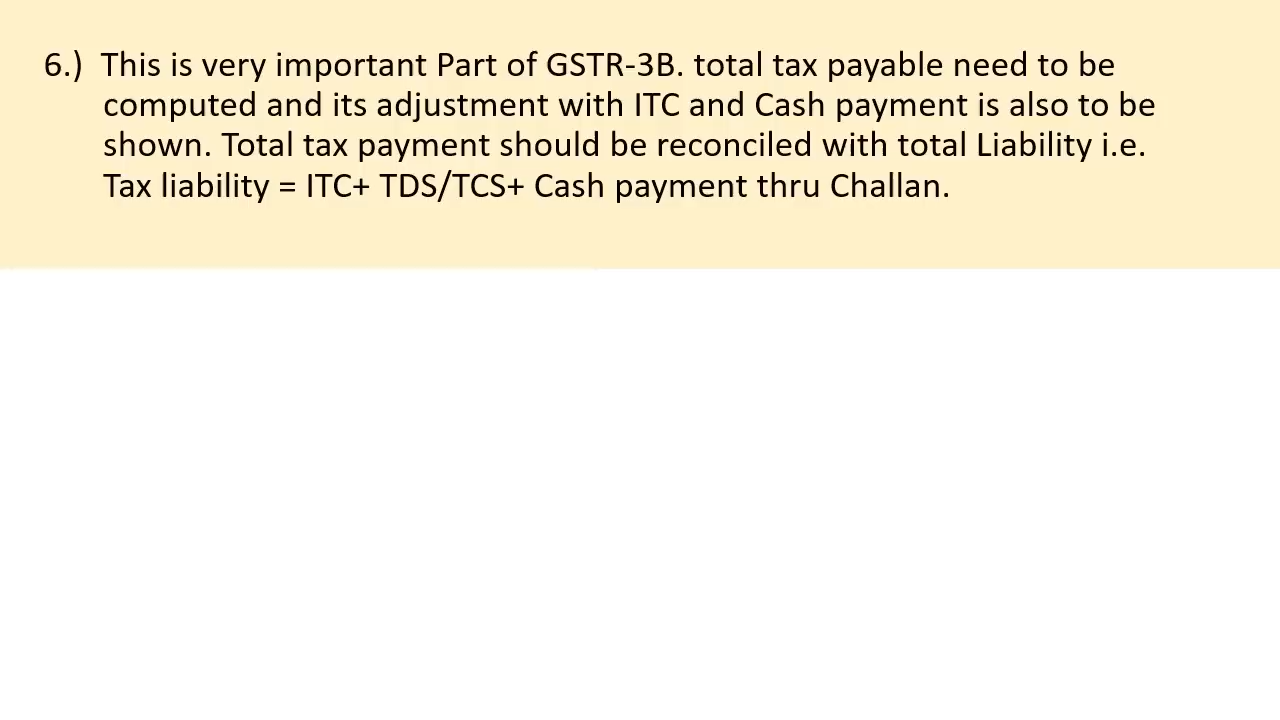 6.) This is very important Part of GSTR-3B. total tax payable need to be
computed and its adjustment with ITC and Cash payment is also to be
shown. Total tax payment should be reconciled with total Liability i.e.
Tax liability = ITC+ TDS/TCS+ Cash payment thru Challan.